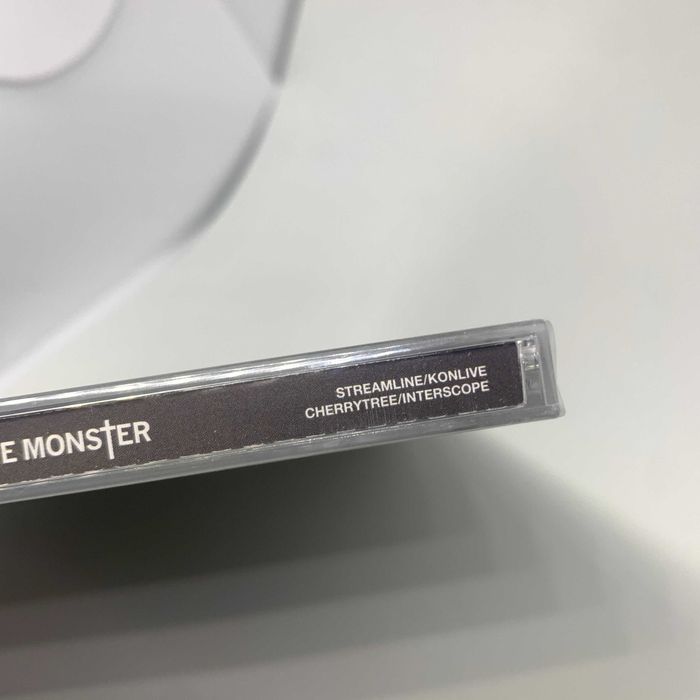 E MONSTER
STREAMLINE/KONLIVE
CHERRYTREE/INTERSCOPE